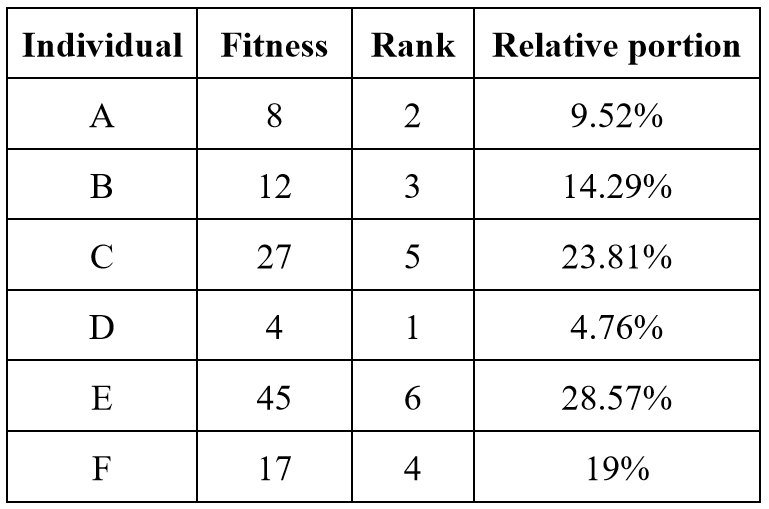 Individual Fitness Rank Relative portion
A 8 2 9.52%
B 12 3 14.29%
C 27 5 23.81%
D 4 1 4.76%
E 45 6 28.57%
F 17 4 19%